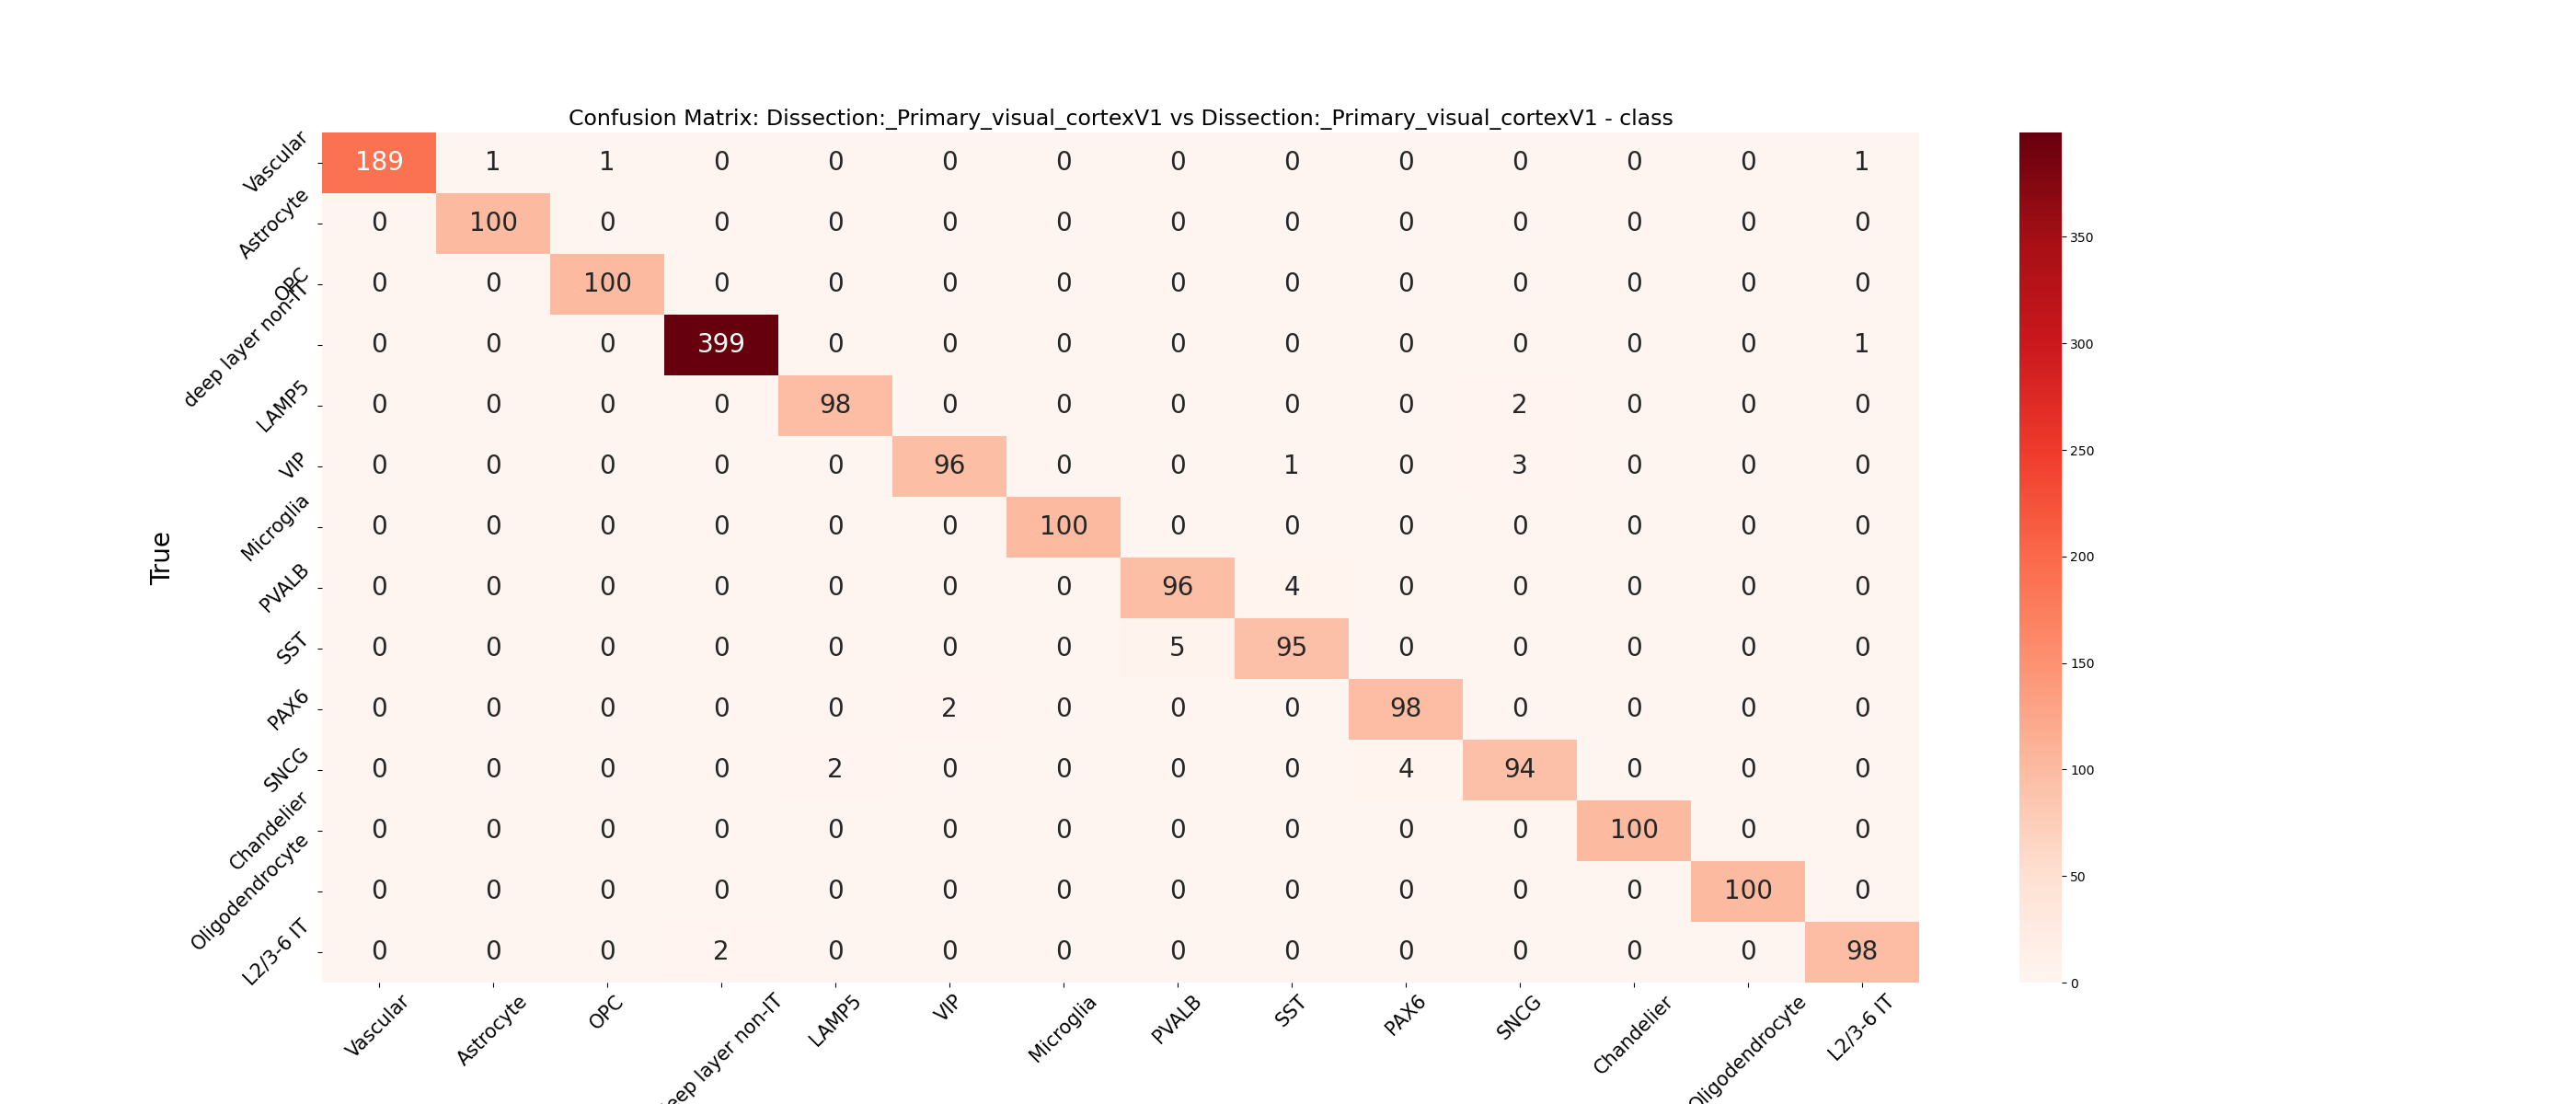 Confusion Matrix: Dissection:_Primary_visual_cortexV1 vs Dissection:_Primary_visual_cortexV1 - class
True
Vascular 189 1 1 0 0 0 0 0 0 0 0 0 0 1
Astrocyte 0 100 0 0 0 0 0 0 0 0 0 0 0 0
OPC 0 0 100 0 0 0 0 0 0 0 0 0 0 0
deep layer non-IT 0 0 0 399 0 0 0 0 0 0 0 0 0 1
LAMP5 0 0 0 0 98 0 0 0 0 0 2 0 0 0
VIP 0 0 0 0 0 96 0 0 1 0 3 0 0 0
Microglia 0 0 0 0 0 0 100 0 0 0 0 0 0 0
PVALB 0 0 0 0 0 0 0 96 4 0 0 0 0 0
SST 0 0 0 0 0 0 0 5 95 0 0 0 0 0
PAX6 0 0 0 0 0 2 0 0 0 98 0 0 0 0
SNCG 0 0 0 0 2 0 0 0 0 4 94 0 0 0
Chandelier 0 0 0 0 0 0 0 0 0 0 0 100 0 0
Oligodendrocyte 0 0 0 0 0 0 0 0 0 0 0 0 100 0
L2/3-6 IT 0 0 0 2 0 0 0 0 0 0 0 0 0 98
Vascular
Astrocyte
OPC
eep layer non-IT
LAMP5
VIP
Microglia
PVALB
SST
PAX6
SNCG
Chandelier
Oligodendrocyte
L2/3-6 IT
350
300
250
200
150
100
50
0